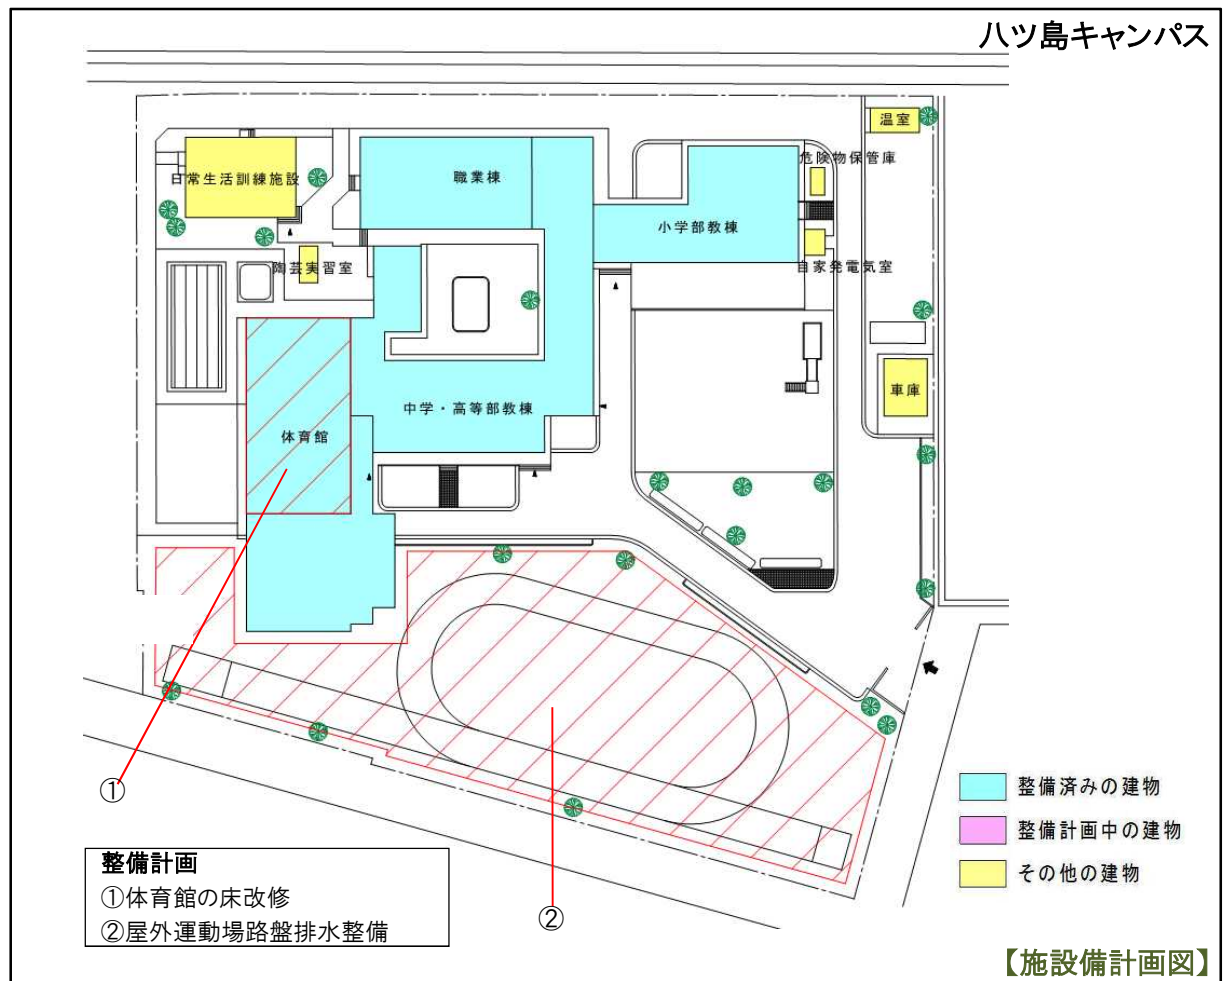 八ツ島キャンパス
温室
危険物保管庫
日常生活訓練施設
職業棟
小学部教棟
陶芸実習室
自家発電気室
車庫
中学・高等部教棟
体育館
①
②
整備済みの建物
整備計画中の建物
その他の建物
整備計画
①体育館の床改修
②屋外運動場路盤排水整備
【施設備計画図】